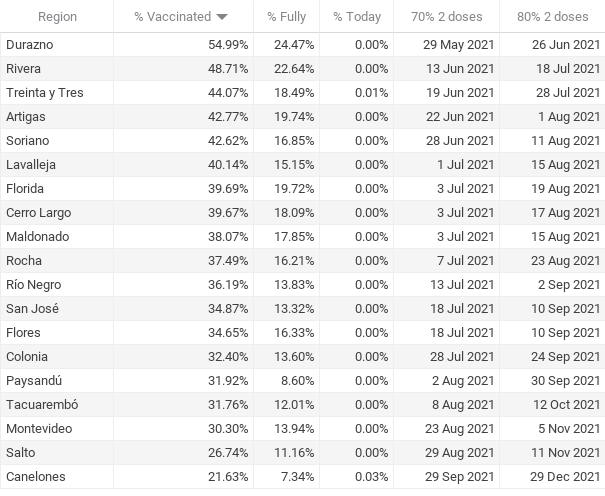 Region % Vaccinated % Fully % Today 70% 2 doses 80% 2 doses
Durazno 54.99% 24.47% 0.00% 29 May 2021 26 Jun 2021
Rivera 48.71% 22.64% 0.00% 13 Jun 2021 18 Jul 2021
Treinta y Tres 44.07% 18.49% 0.01% 19 Jun 2021 28 Jul 2021
Artigas 42.77% 19.74% 0.00% 22 Jun 2021 1 Aug 2021
Soriano 42.62% 16.85% 0.00% 28 Jun 2021 11 Aug 2021
Lavalleja 40.14% 15.15% 0.00% 1 Jul 2021 15 Aug 2021
Florida 39.69% 19.72% 0.00% 3 Jul 2021 19 Aug 2021
Cerro Largo 39.67% 18.09% 0.00% 3 Jul 2021 17 Aug 2021
Maldonado 38.07% 17.85% 0.00% 3 Jul 2021 15 Aug 2021
Rocha 37.49% 16.21% 0.00% 7 Jul 2021 23 Aug 2021
Río Negro 36.19% 13.83% 0.00% 13 Jul 2021 2 Sep 2021
San José 34.87% 13.32% 0.00% 18 Jul 2021 10 Sep 2021
Flores 34.65% 16.33% 0.00% 18 Jul 2021 10 Sep 2021
Colonia 32.40% 13.60% 0.00% 28 Jul 2021 24 Sep 2021
Paysandú 31.92% 8.60% 0.00% 2 Aug 2021 30 Sep 2021
Tacuarembó 31.76% 12.01% 0.00% 8 Aug 2021 12 Oct 2021
Montevideo 30.30% 13.94% 0.00% 23 Aug 2021 5 Nov 2021
Salto 26.74% 11.16% 0.00% 29 Aug 2021 11 Nov 2021
Canelones 21.63% 7.34% 0.03% 29 Sep 2021 29 Dec 2021